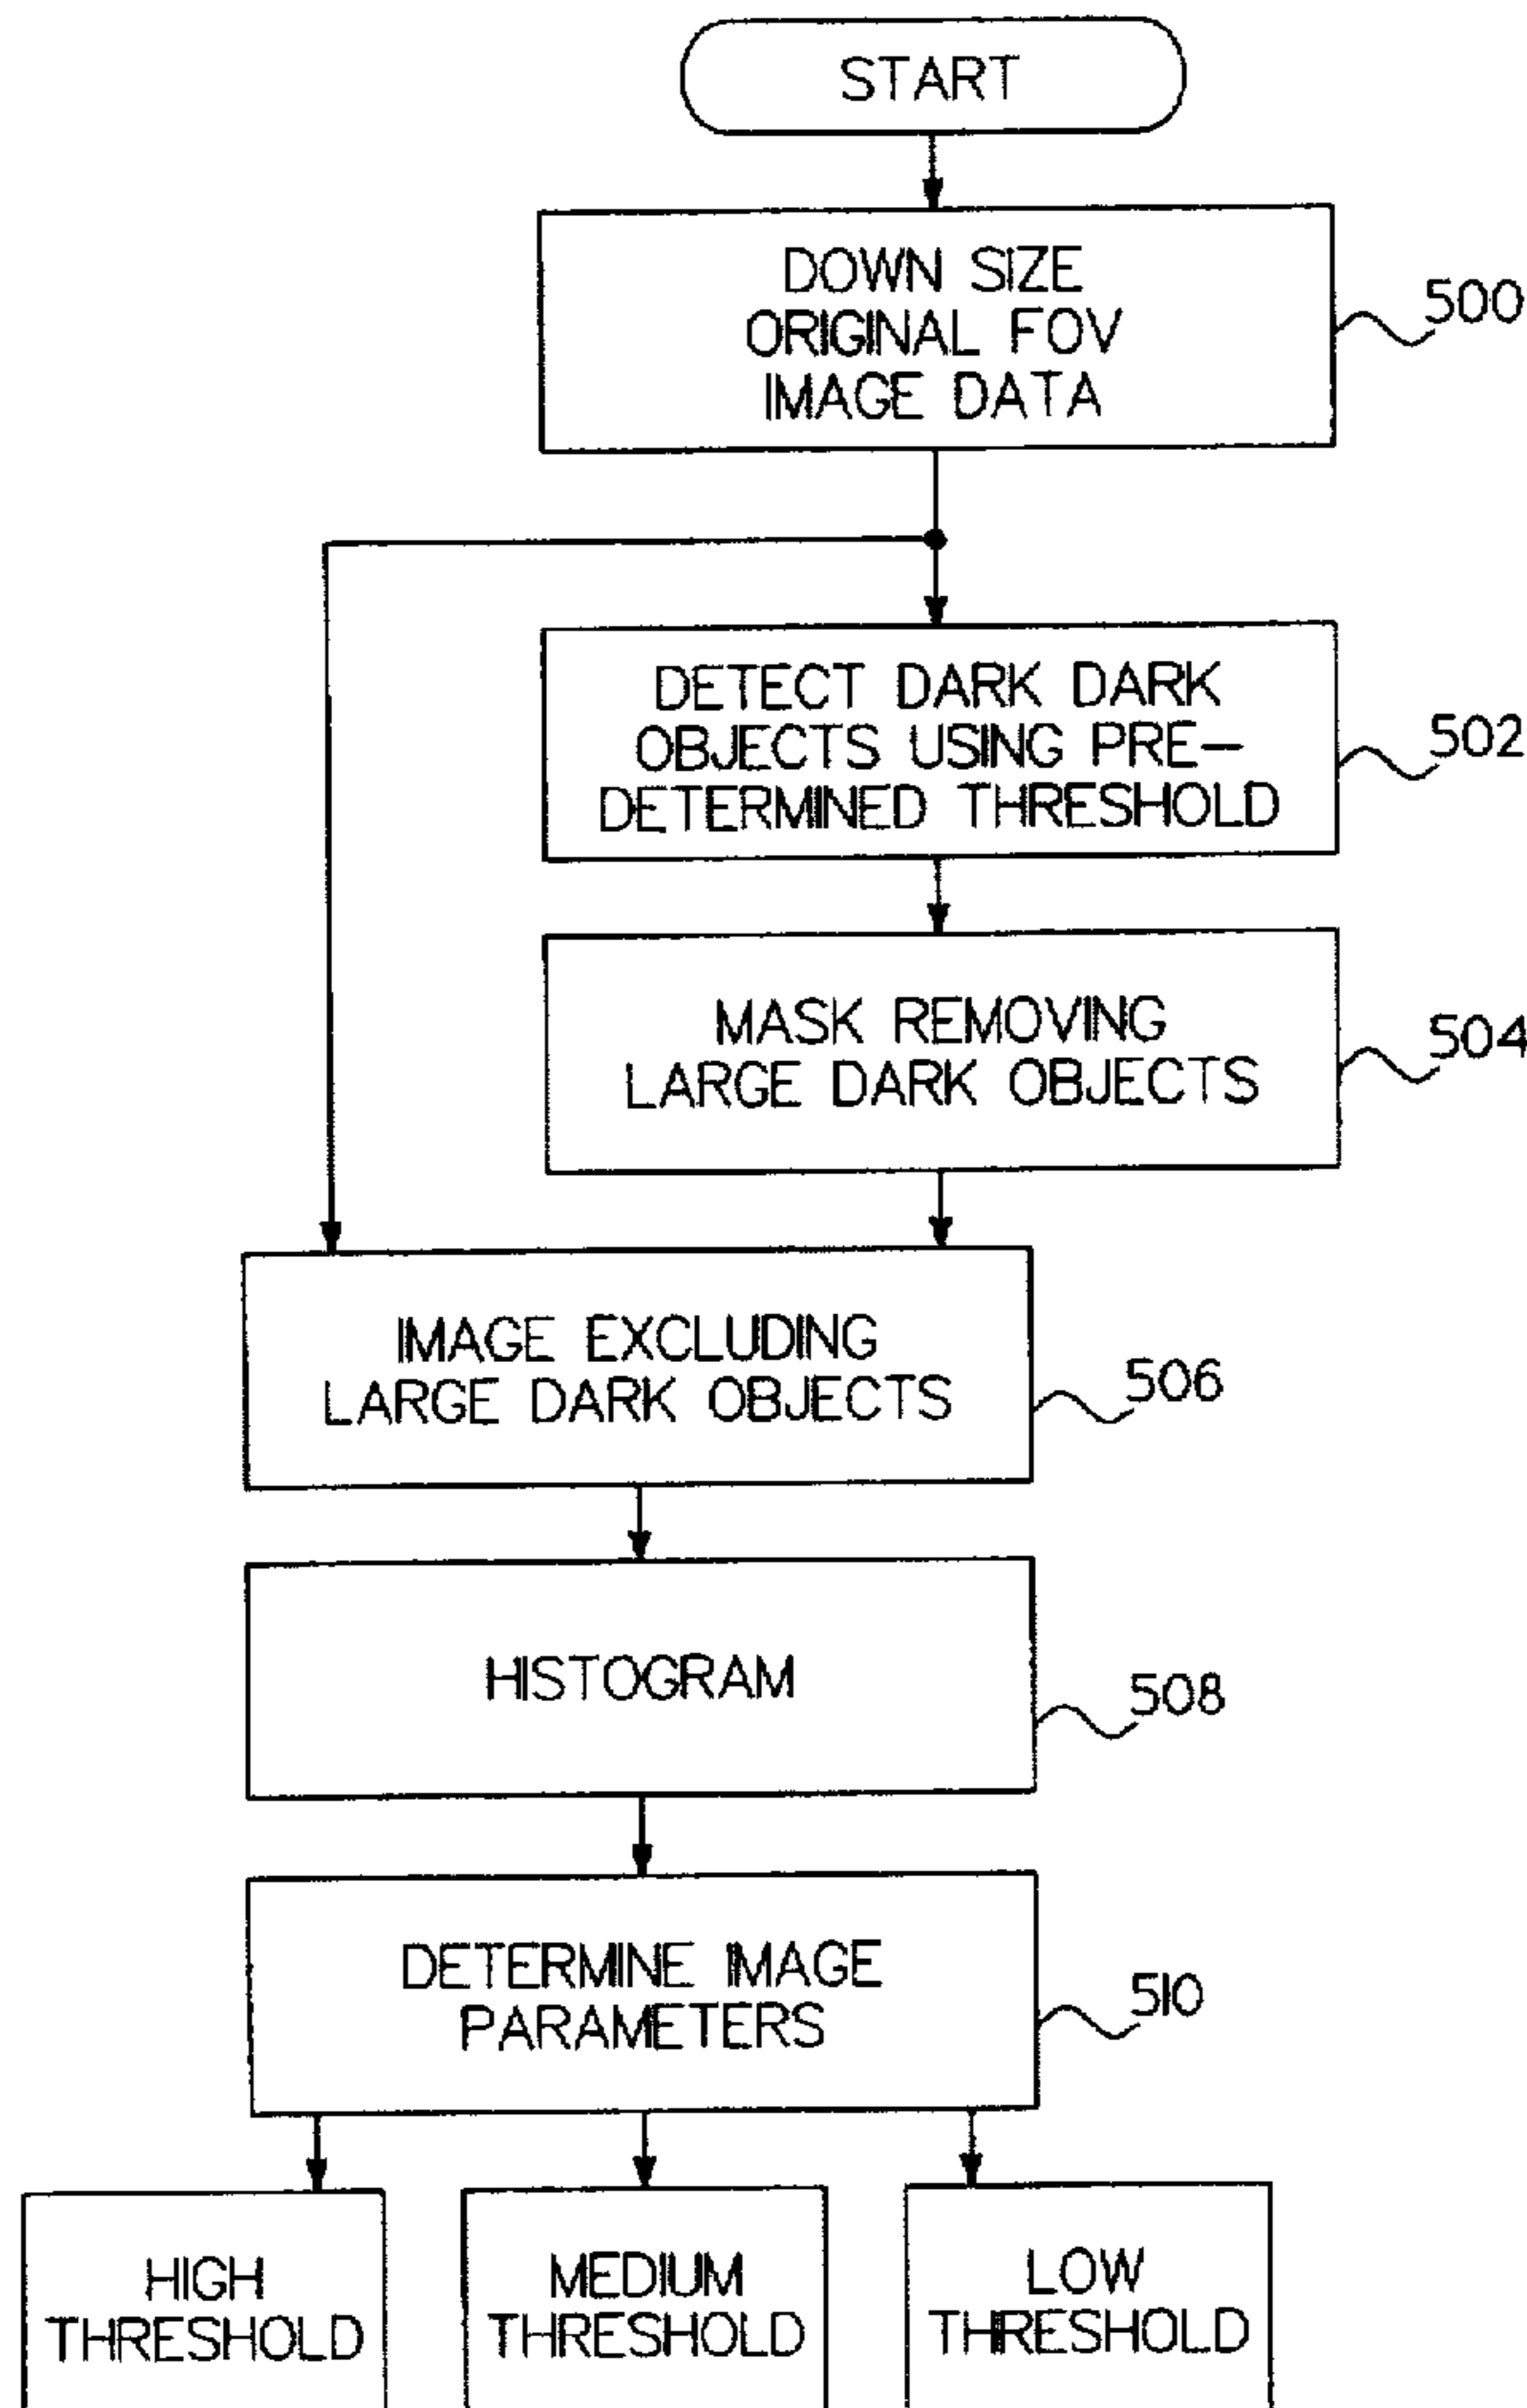 START
DOWN SIZE
ORIGINAL FOV
IMAGE DATA
500
DETECT DARK DARK
OBJECTS USING PRE-
DETERMINED THRESHOLD
502
MASK REMOVING
LARGE DARK OBJECTS
504
IMAGE EXCLUDING
LARGE DARK OBJECTS
506
HISTOGRAM
508
DETERMINE IMAGE
PARAMETERS
510
HIGH
THRESHOLD
MEDIUM
THRESHOLD
LOW
THRESHOLD